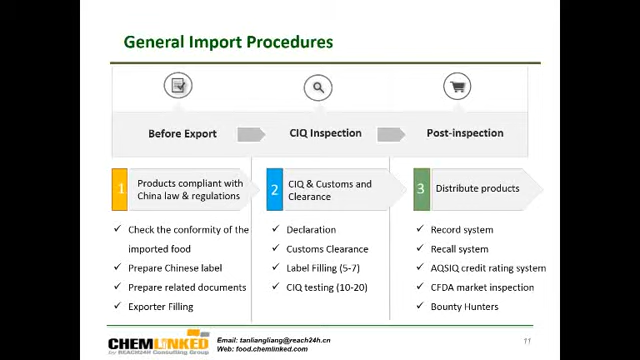 General Import Procedures
Before Export
CIQ Inspection
Post-inspection
1
Products compliant with
China law & regulations
2
CIQ & Customs and
Clearance
3
Distribute products
✓ Check the conformity of the
imported food
✓ Prepare Chinese label
✓ Prepare related documents
✓ Exporter Filling
✓ Declaration
✓ Customs Clearance
✓ Label Filling (5-7)
✓ CIQ testing (10-20)
✓ Record system
✓ Recall system
✓ AQSIQ credit rating system
✓ CFDA market inspection
✓ Bounty Hunters
CHEMLINKED
by REACH24H Consulting Group
Email: tanliangliang@reach24h.cn
Web: food.chemlinked.com
11